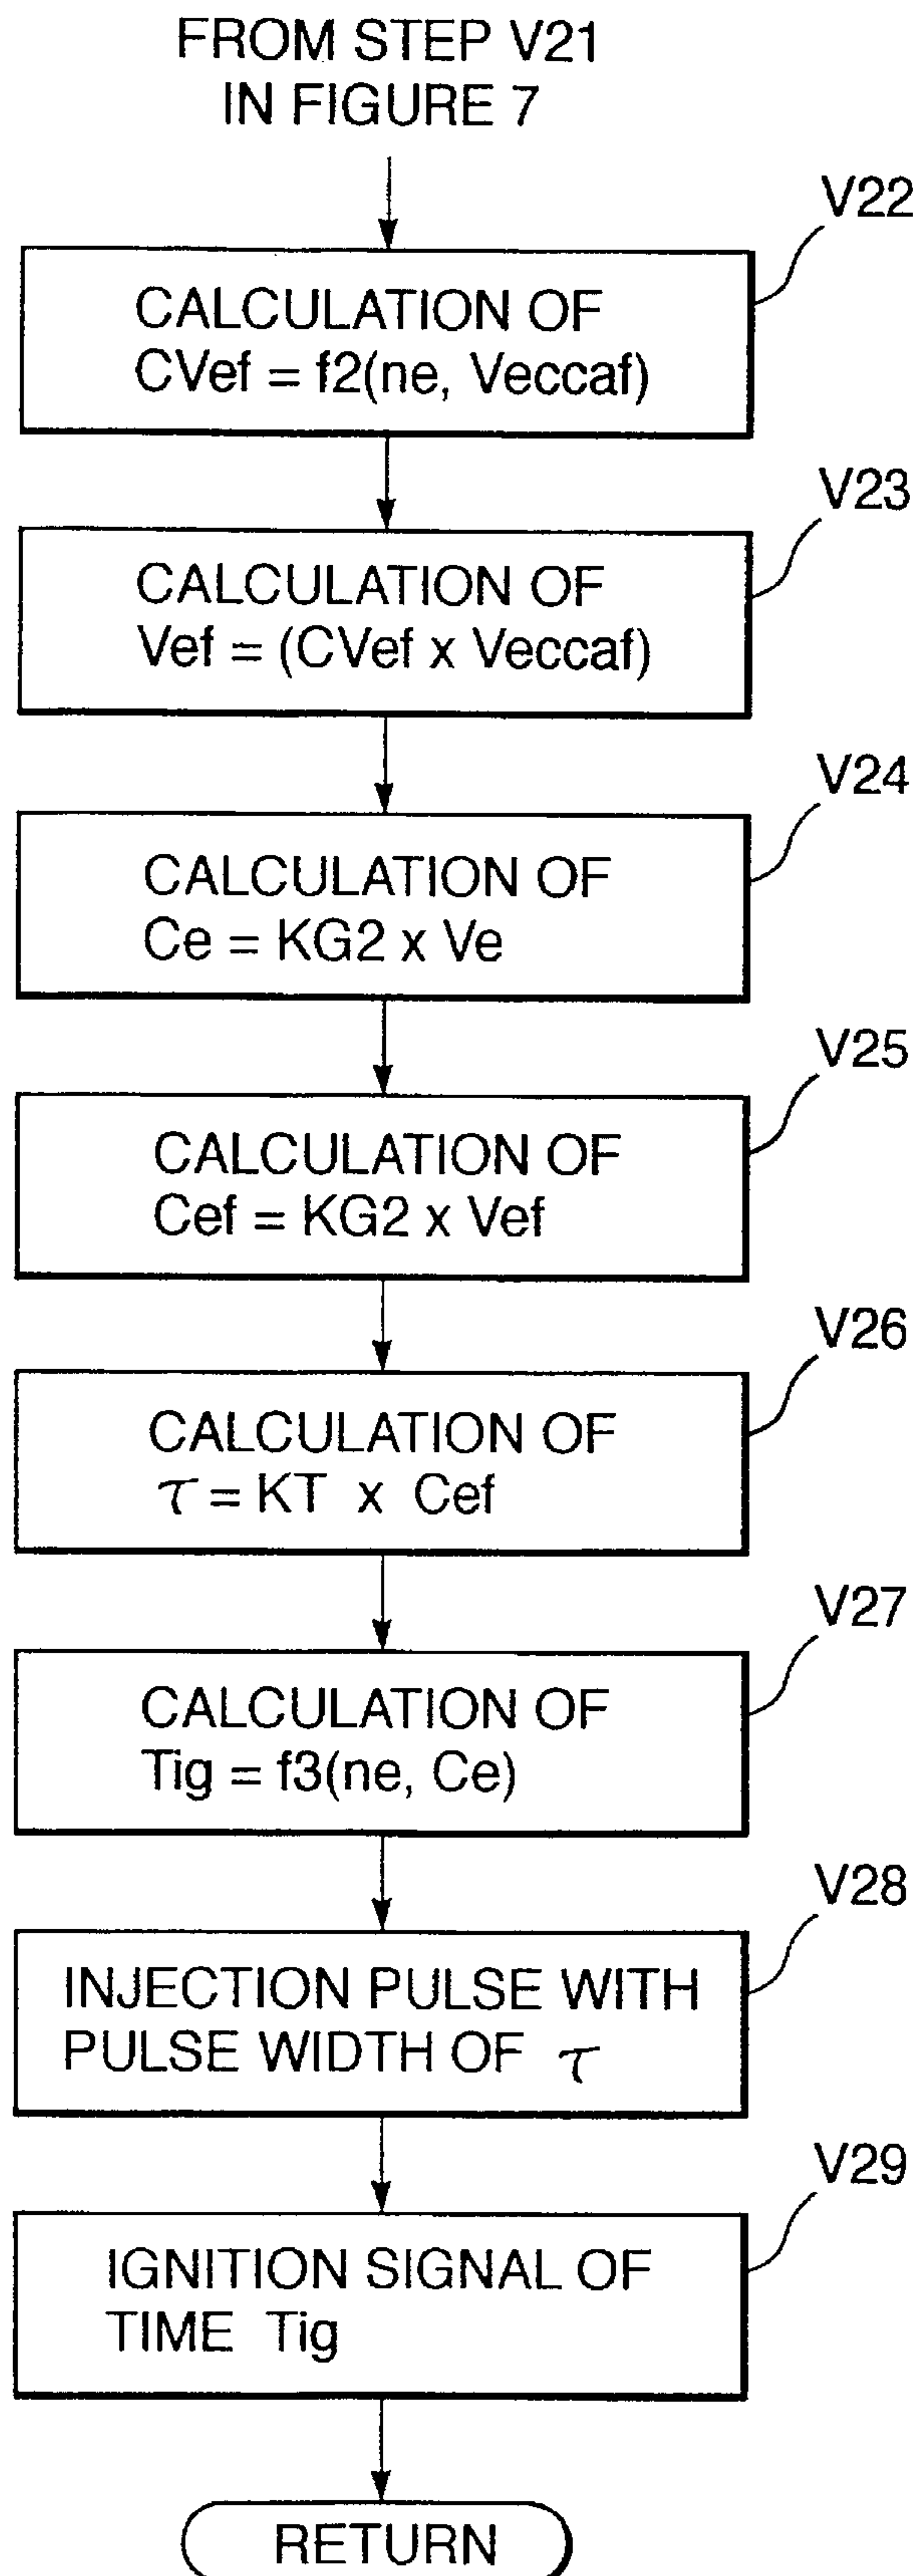 FROM STEP V21
IN FIGURE 7
V22
CALCULATION OF
CVef = f2(ne, Veccaf)
V23
CALCULATION OF
Vef = (CVef x Veccaf)
V24
CALCULATION OF
Ce = KG2 x Ve
V25
CALCULATION OF
Cef = KG2 x Vef
V26
CALCULATION OF
τ = KT x Cef
V27
CALCULATION OF
Tig = f3(ne, Ce)
V28
INJECTION PULSE WITH
PULSE WIDTH OF τ
V29
IGNITION SIGNAL OF
TIME Tig
RETURN